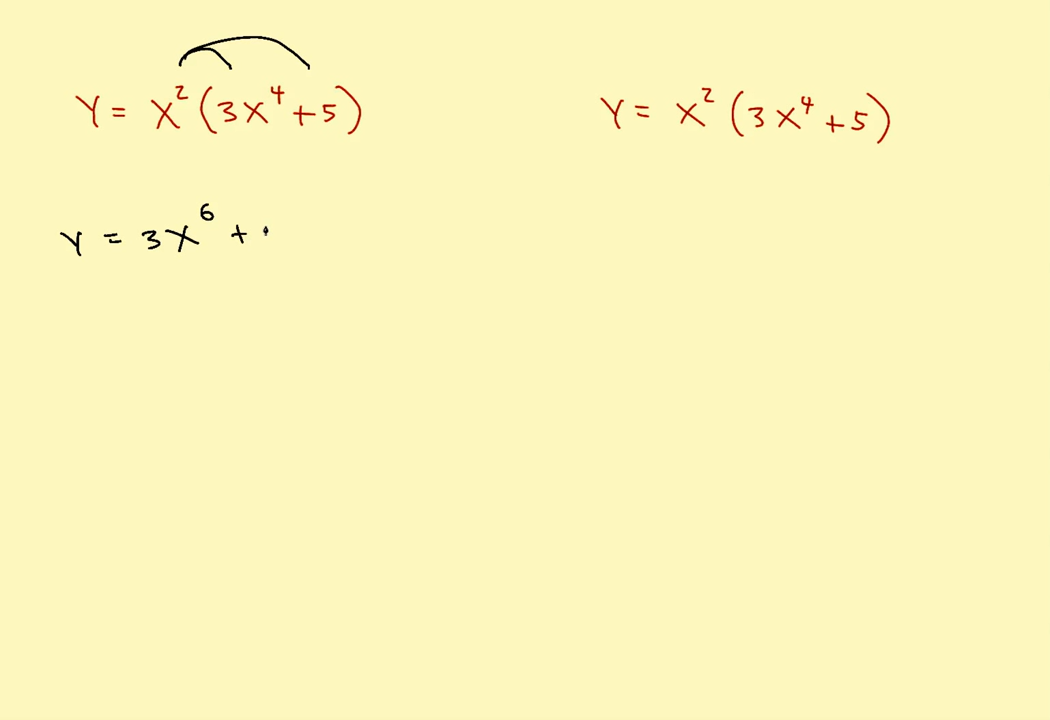 Y = X²(3X⁴+5)
Y = X²(3X⁴+5)
Y = 3X⁶ +